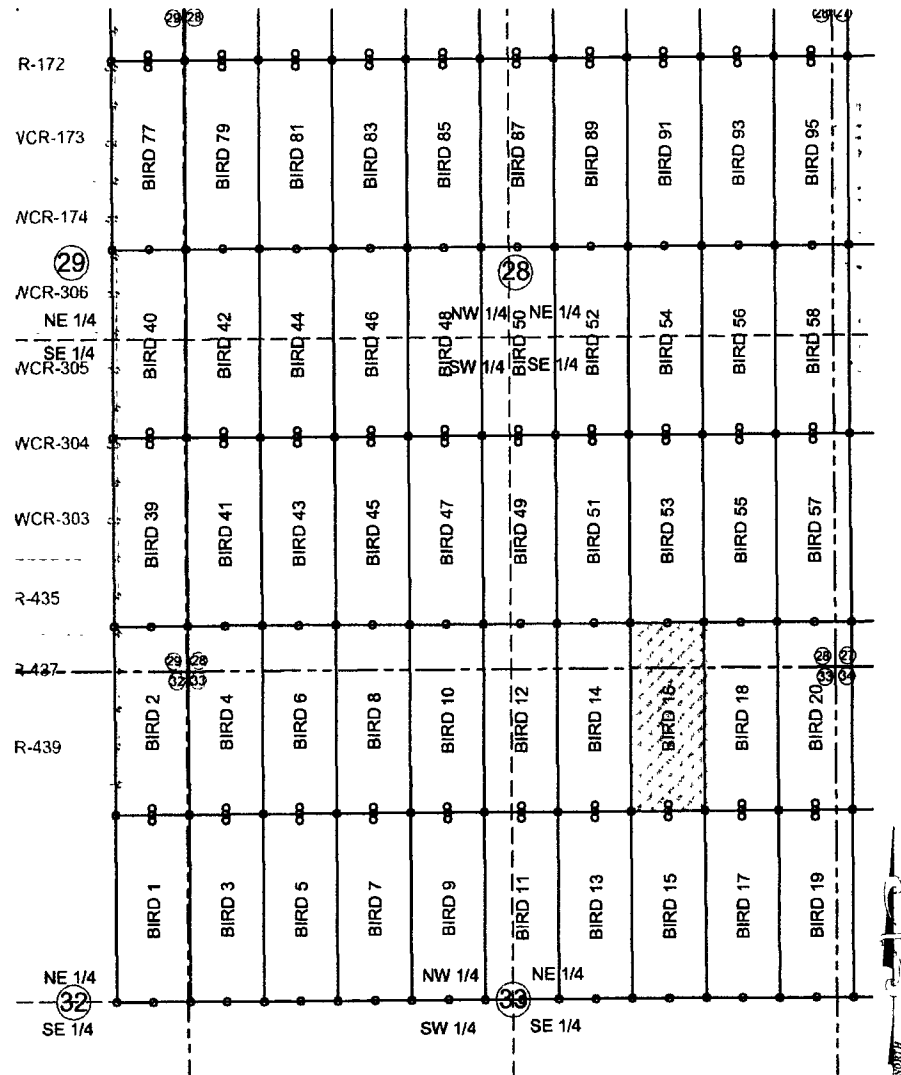 29 28
28 27
R-172
BIRD 77 BIRD 79 BIRD 81 BIRD 83 BIRD 85 BIRD 87 BIRD 89 BIRD 91 BIRD 93 BIRD 95
VCR-173
WCR-174
29
28
WCR-306
NE 1/4
NW 1/4 NE 1/4
BIRD 40 BIRD 42 BIRD 44 BIRD 46 BIRD 48 BIRD 50 BIRD 52 BIRD 54 BIRD 56 BIRD 58
SE 1/4
SW 1/4 SE 1/4
WCR-305
WCR-304
WCR-303
BIRD 39 BIRD 41 BIRD 43 BIRD 45 BIRD 47 BIRD 49 BIRD 51 BIRD 53 BIRD 55 BIRD 57
R-435
29 28
28 27
R-437
32 33
33 34
BIRD 2 BIRD 4 BIRD 6 BIRD 8 BIRD 10 BIRD 12 BIRD 14 BIRD 16 BIRD 18 BIRD 20
R-439
BIRD 1 BIRD 3 BIRD 5 BIRD 7 BIRD 9 BIRD 11 BIRD 13 BIRD 15 BIRD 17 BIRD 19
NE 1/4
NW 1/4 NE 1/4
32
33
SE 1/4
SW 1/4 SE 1/4
NORTH